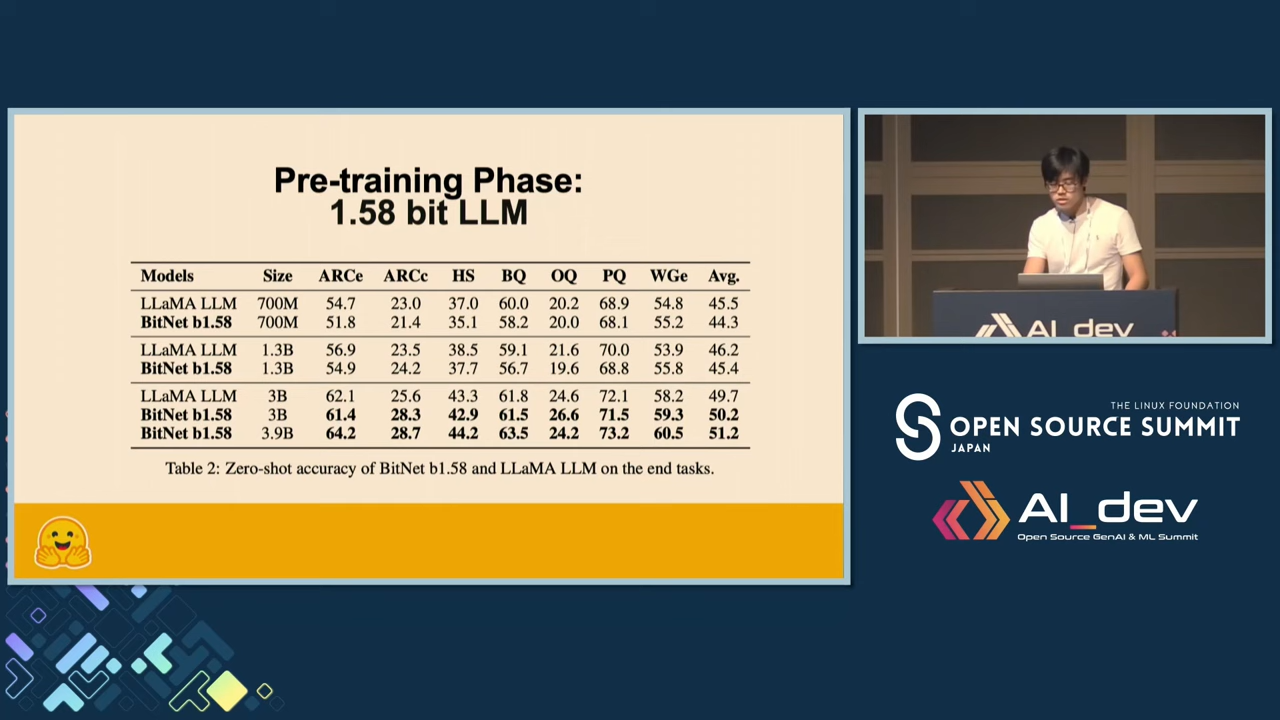 Pre-training Phase:
1.58 bit LLM
Models Size ARCe ARCc HS BQ OQ PQ WGe Avg.
LLaMA LLM 700M 54.7 23.0 37.0 60.0 20.2 68.9 54.8 45.5
BitNet b1.58 700M 51.8 21.4 35.1 58.2 20.0 68.1 55.2 44.3
LLaMA LLM 1.3B 56.9 23.5 38.5 59.1 21.6 70.0 53.9 46.2
BitNet b1.58 1.3B 54.9 24.2 37.7 56.7 19.6 68.8 55.8 45.4
LLaMA LLM 3B 62.1 25.6 43.3 61.8 24.6 72.1 58.2 49.7
BitNet b1.58 3B 61.4 28.3 42.9 61.5 26.6 71.5 59.3 50.2
BitNet b1.58 3.9B 64.2 28.7 44.2 63.5 24.2 73.2 60.5 51.2
Table 2: Zero-shot accuracy of BitNet b1.58 and LLaMA LLM on the end tasks.
AI_dev
THE LINUX FOUNDATION
OPEN SOURCE SUMMIT
JAPAN
AI_dev
Open Source GenAI & ML Summit